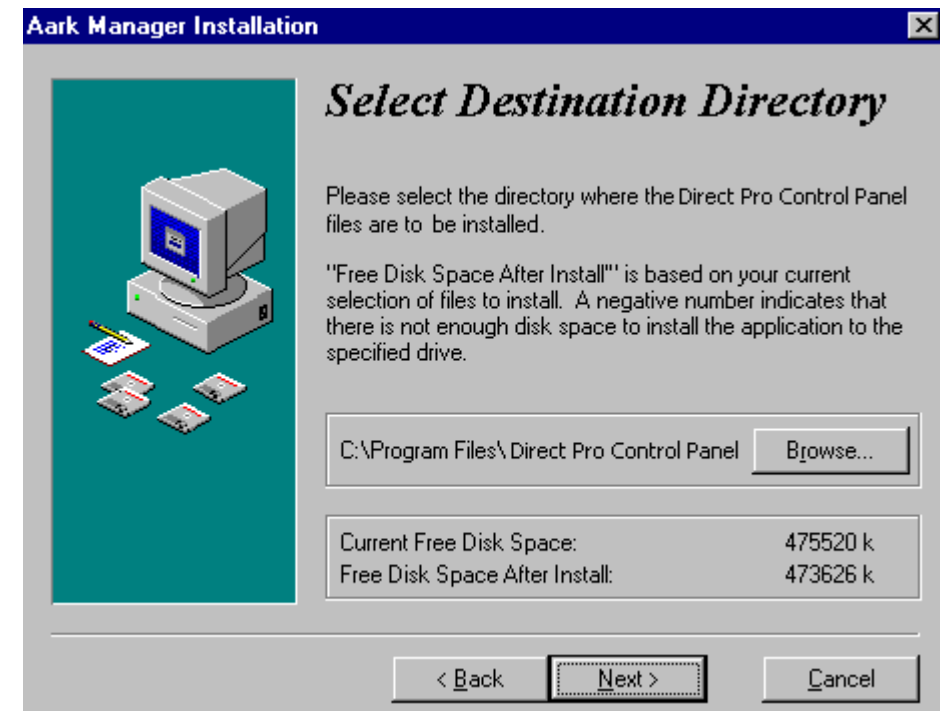 Aark Manager Installation
Select Destination Directory
Please select the directory where the Direct Pro Control Panel
files are to be installed.
"Free Disk Space After Install"' is based on your current
selection of files to install. A negative number indicates that
there is not enough disk space to install the application to the
specified drive.
C:\Program Files\ Direct Pro Control Panel
Browse...
Current Free Disk Space: 475520 k
Free Disk Space After Install: 473626 k
< Back Next > Cancel